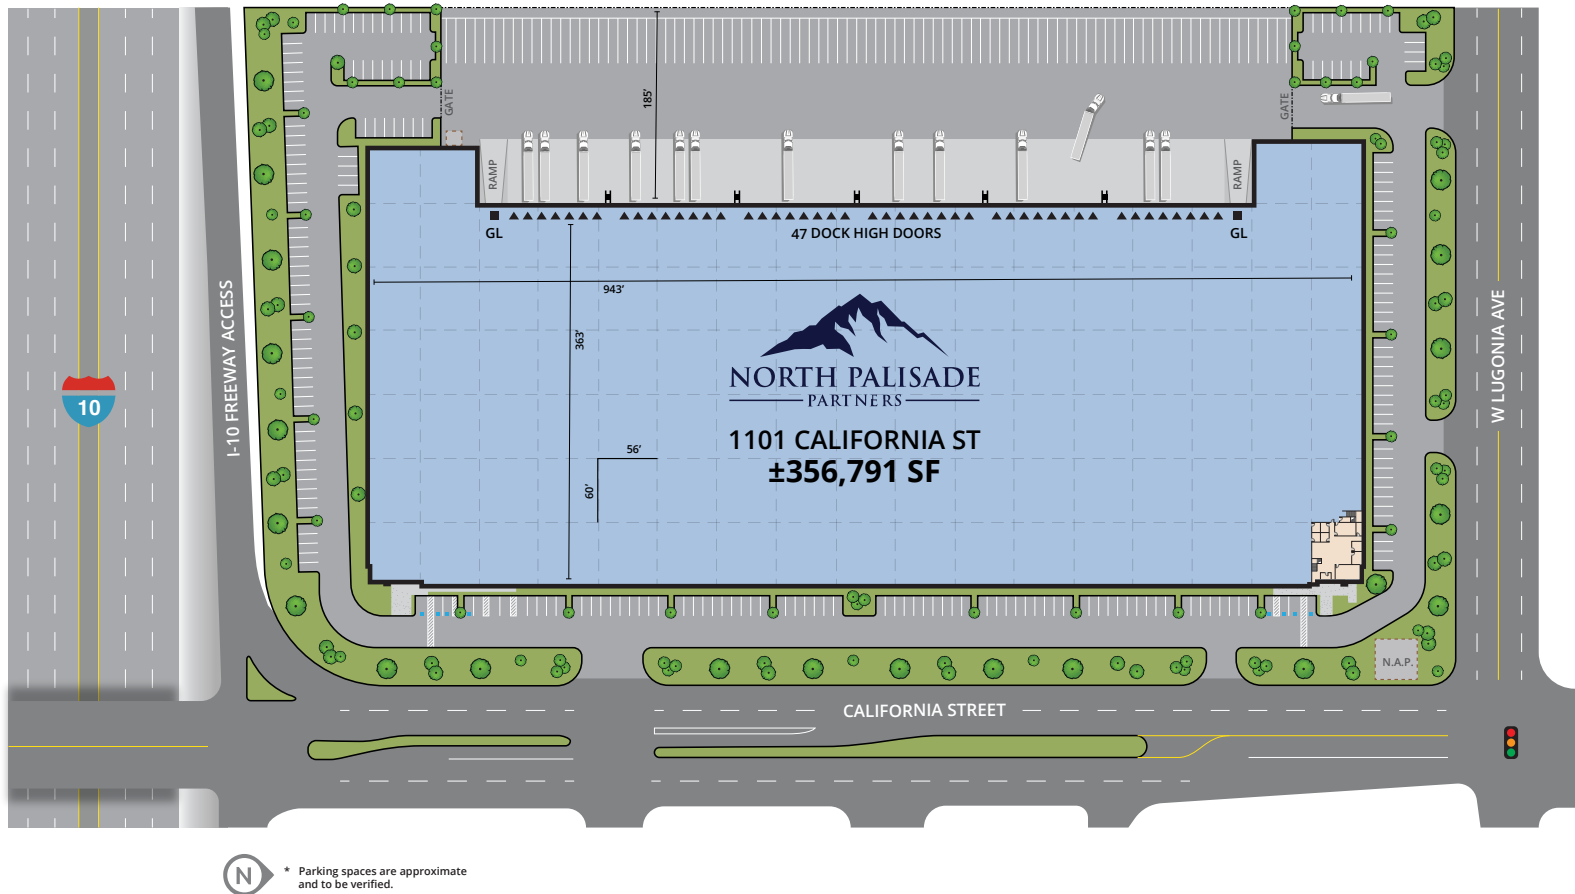 GATE
185’
GATE
RAMP
RAMP
GL
47 DOCK HIGH DOORS
GL
943’
363’
I-10 FREEWAY ACCESS
W LUGONIA AVE
10
NORTH PALISADE
PARTNERS
1101 CALIFORNIA ST
±356,791 SF
56’
60’
N.A.P.
CALIFORNIA STREET
N
* Parking spaces are approximate
and to be verified.